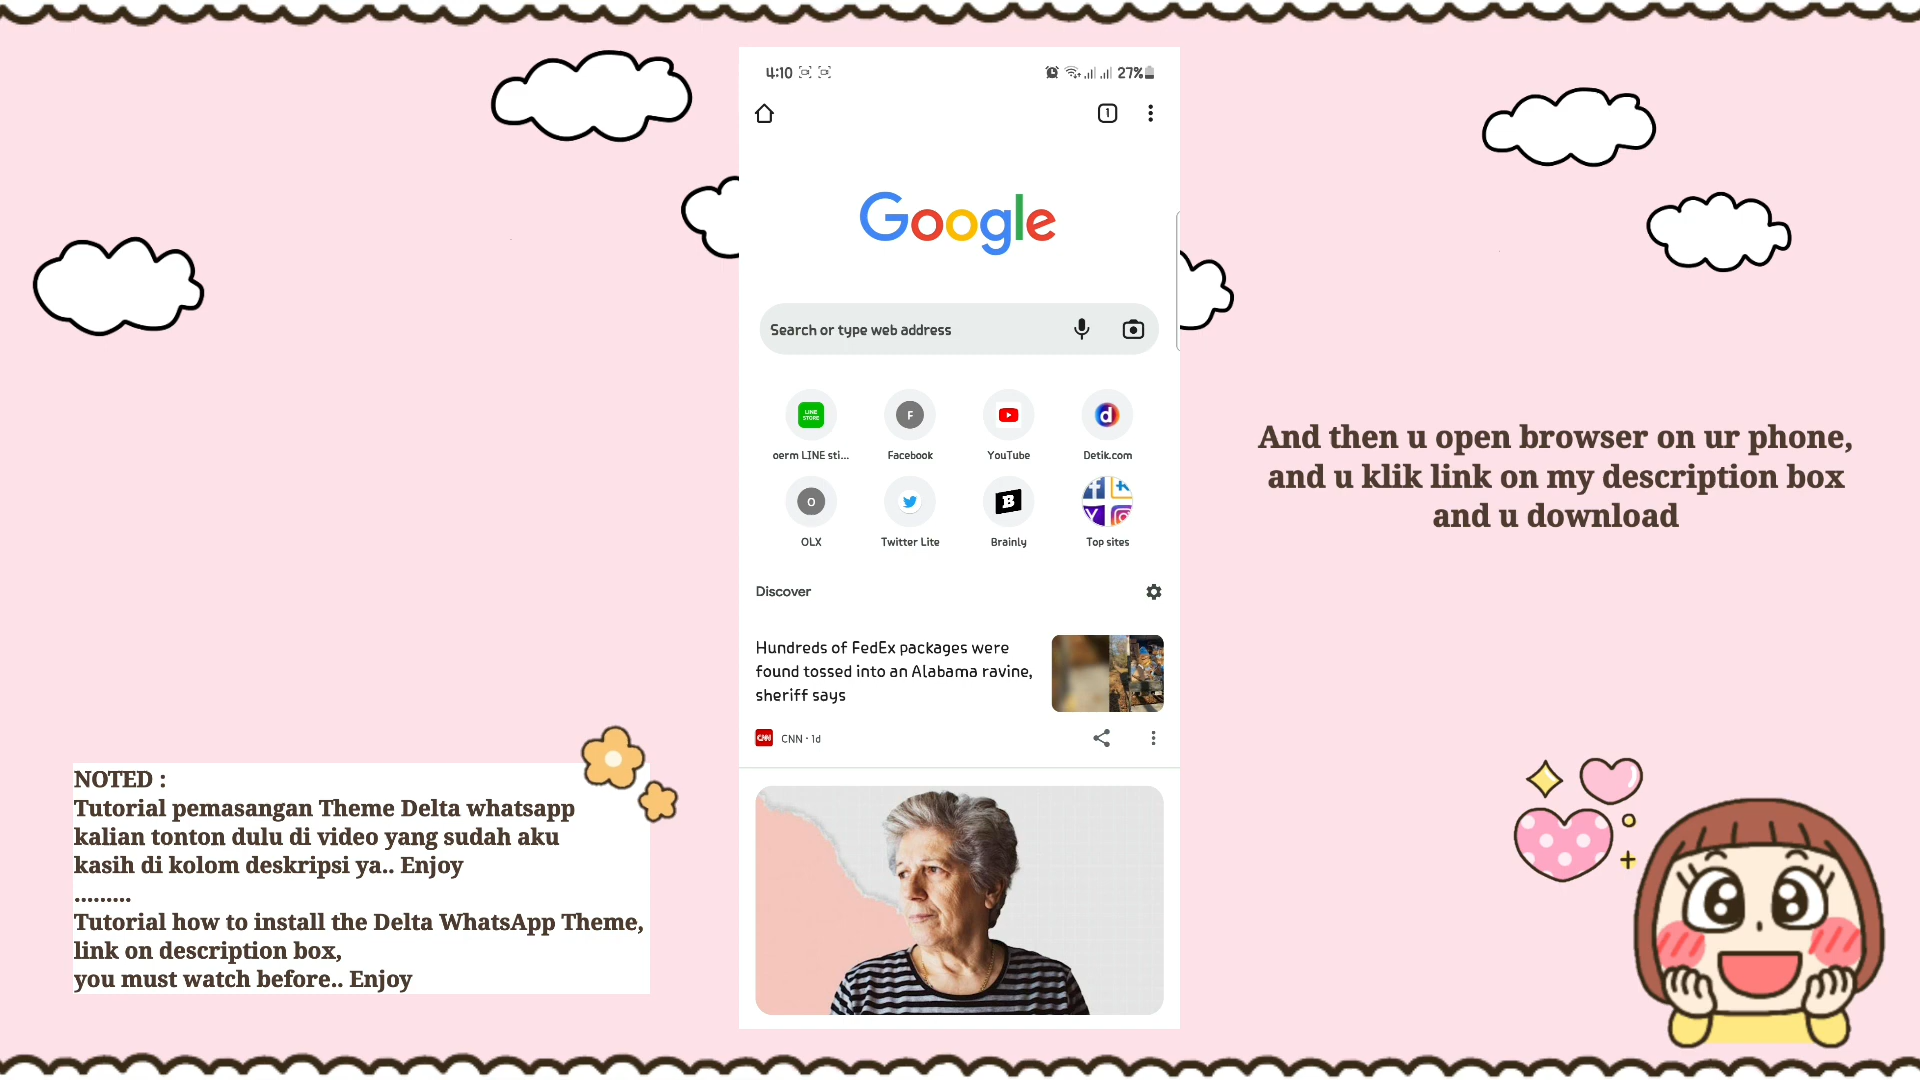 4:10
27%
1
Google
Search or type web address
LINE
STORE
F
d
oerm LINE sti...
Facebook
YouTube
Detik.com
O
B
OLX
Twitter Lite
Brainly
Top sites
Discover
Hundreds of FedEx packages were
found tossed into an Alabama ravine,
sheriff says
CNN
CNN · 1d
And then u open browser on ur phone,
and u klik link on my description box
and u download
NOTED :
Tutorial pemasangan Theme Delta whatsapp
kalian tonton dulu di video yang sudah aku
kasih di kolom deskripsi ya.. Enjoy
.........
Tutorial how to install the Delta WhatsApp Theme,
link on description box,
you must watch before.. Enjoy